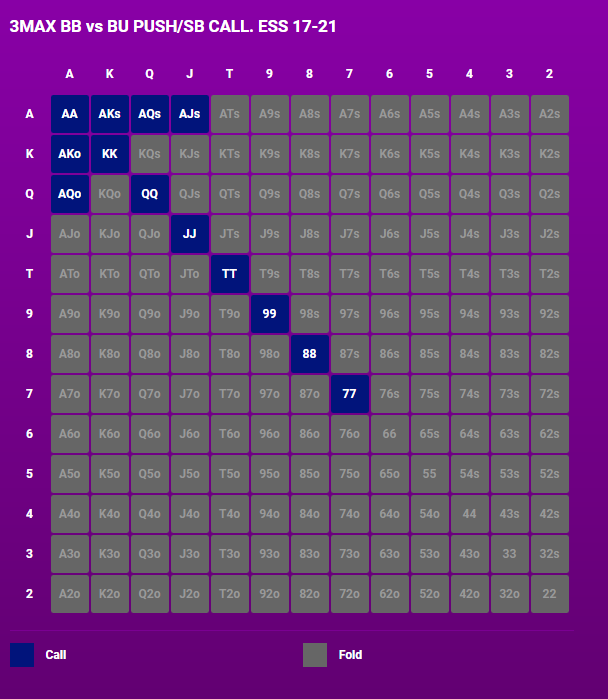 3MAX BB vs BU PUSH/SB CALL. ESS 17-21
A K Q J T 9 8 7 6 5 4 3 2
A AA AKs AQs AJs ATs A9s A8s A7s A6s A5s A4s A3s A2s
K AKo KK KQs KJs KTs K9s K8s K7s K6s K5s K4s K3s K2s
Q AQo KQo QQ QJs QTs Q9s Q8s Q7s Q6s Q5s Q4s Q3s Q2s
J AJo KJo QJo JJ JTs J9s J8s J7s J6s J5s J4s J3s J2s
T ATo KTo QTo JTo TT T9s T8s T7s T6s T5s T4s T3s T2s
9 A9o K9o Q9o J9o T9o 99 98s 97s 96s 95s 94s 93s 92s
8 A8o K8o Q8o J8o T8o 98o 88 87s 86s 85s 84s 83s 82s
7 A7o K7o Q7o J7o T7o 97o 87o 77 76s 75s 74s 73s 72s
6 A6o K6o Q6o J6o T6o 96o 86o 76o 66 65s 64s 63s 62s
5 A5o K5o Q5o J5o T5o 95o 85o 75o 65o 55 54s 53s 52s
4 A4o K4o Q4o J4o T4o 94o 84o 74o 64o 54o 44 43s 42s
3 A3o K3o Q3o J3o T3o 93o 83o 73o 63o 53o 43o 33 32s
2 A2o K2o Q2o J2o T2o 92o 82o 72o 62o 52o 42o 32o 22
Call Fold